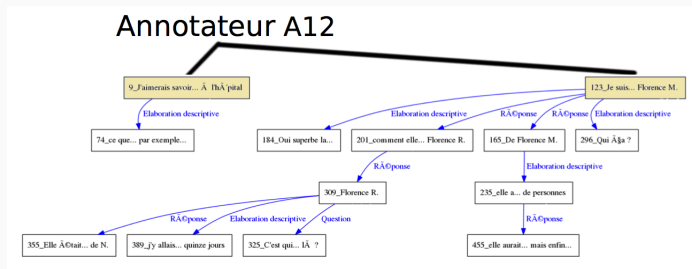 Annotateur A12
9_J'aimerais savoir... Ã l'hÃ´pital
123_Je suis... Florence M.
Elaboration descriptive
Elaboration descriptive
RÃ©ponse
RÃ©ponse
Elaboration descriptive
74_ce que... par exemple...
184_Oui superbe la...
201_comment elle... Florence R.
165_De Florence M.
296_Qui Ã§a ?
RÃ©ponse
Elaboration descriptive
309_Florence R.
235_elle a... de personnes
RÃ©ponse
Elaboration descriptive
Question
RÃ©ponse
355_Elle Ã©tait... de N.
389_j'y allais... quinze jours
325_C'est qui... lÃ ?
455_elle aurait... mais enfin...